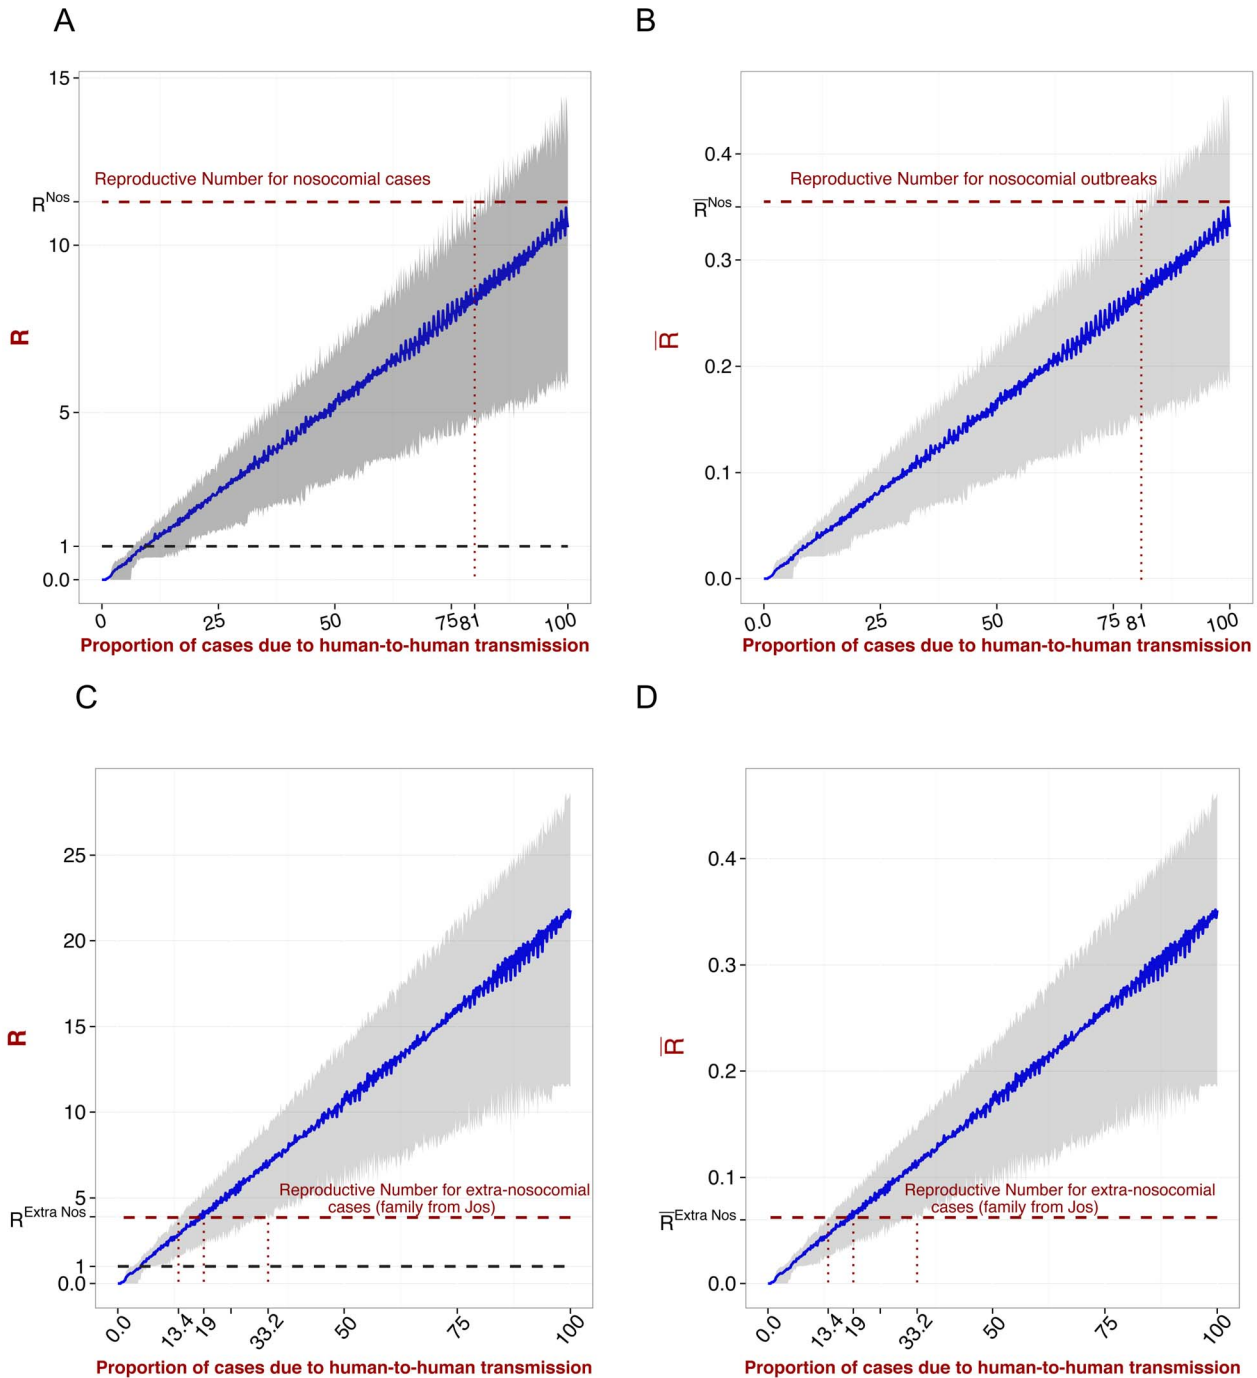 A
15
Reproductive Number for nosocomial cases
R^Nos
10
R
5
1
0.0
0 25 50 75 81 100
Proportion of cases due to human-to-human transmission
B
0.4
Reproductive Number for nosocomial outbreaks
R̅^Nos
0.3
R̅
0.2
0.1
0.0
0.0 25 50 75 81 100
Proportion of cases due to human-to-human transmission
C
25
20
15
R
10
5
Reproductive Number for extra-nosocomial
cases (family from Jos)
R^Extra Nos
1
0.0
0.0 13.4 19 33.2 50 75 100
Proportion of cases due to human-to-human transmission
D
0.4
0.3
R̅
0.2
0.1
Reproductive Number for extra-nosocomial
cases (family from Jos)
R̅^Extra Nos
0.0
0.0 13.4 19 33.2 50 75 100
Proportion of cases due to human-to-human transmission